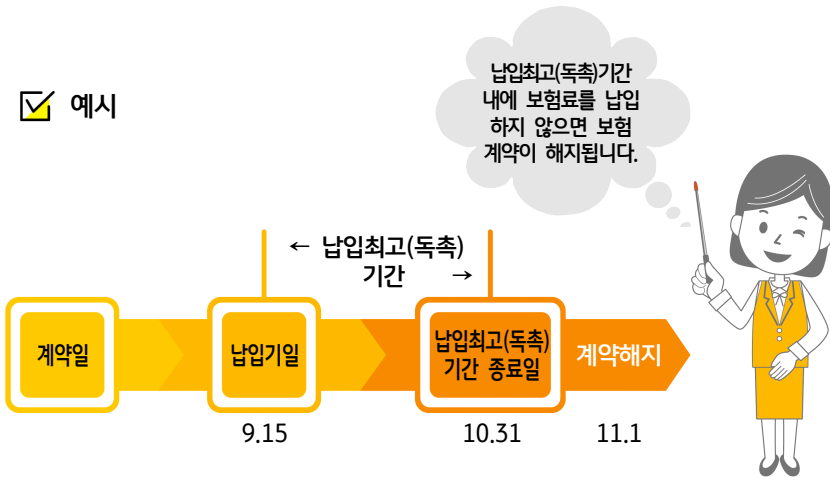 예시
납입최고(독촉)기간
내에 보험료를 납입
하지 않으면 보험
계약이 해지됩니다.
← 납입최고(독촉)
기간 →
계약일
납입기일
납입최고(독촉)
기간 종료일
계약해지
9.15
10.31
11.1